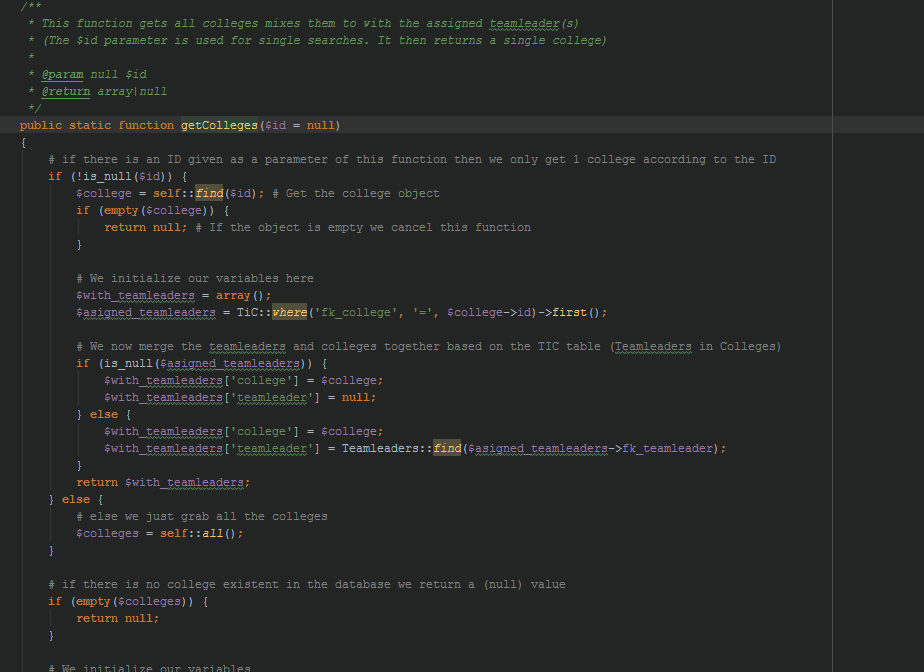 /**
 * This function gets all colleges mixes them to with the assigned teamleader(s)
 * (The $id parameter is used for single searches. It then returns a single college)
 *
 * @param null $id
 * @return array|null
 */
public static function getColleges($id = null)
{
    # if there is an ID given as a parameter of this function then we only get 1 college according to the ID
    if (!is_null($id)) {
        $college = self::find($id); # Get the college object
        if (empty($college)) {
            return null; # If the object is empty we cancel this function
        }

        # We initialize our variables here
        $with_teamleaders = array();
        $asigned_teamleaders = TiC::where('fk_college', '=', $college->id)->first();

        # We now merge the teamleaders and colleges together based on the TIC table (Teamleaders in Colleges)
        if (is_null($asigned_teamleaders)) {
            $with_teamleaders['college'] = $college;
            $with_teamleaders['teamleader'] = null;
        } else {
            $with_teamleaders['college'] = $college;
            $with_teamleaders['teamleader'] = Teamleaders::find($asigned_teamleaders->fk_teamleader);
        }
        return $with_teamleaders;
    } else {
        # else we just grab all the colleges
        $colleges = self::all();
    }

    # if there is no college existent in the database we return a (null) value
    if (empty($colleges)) {
        return null;
    }

    # We initialize our variables